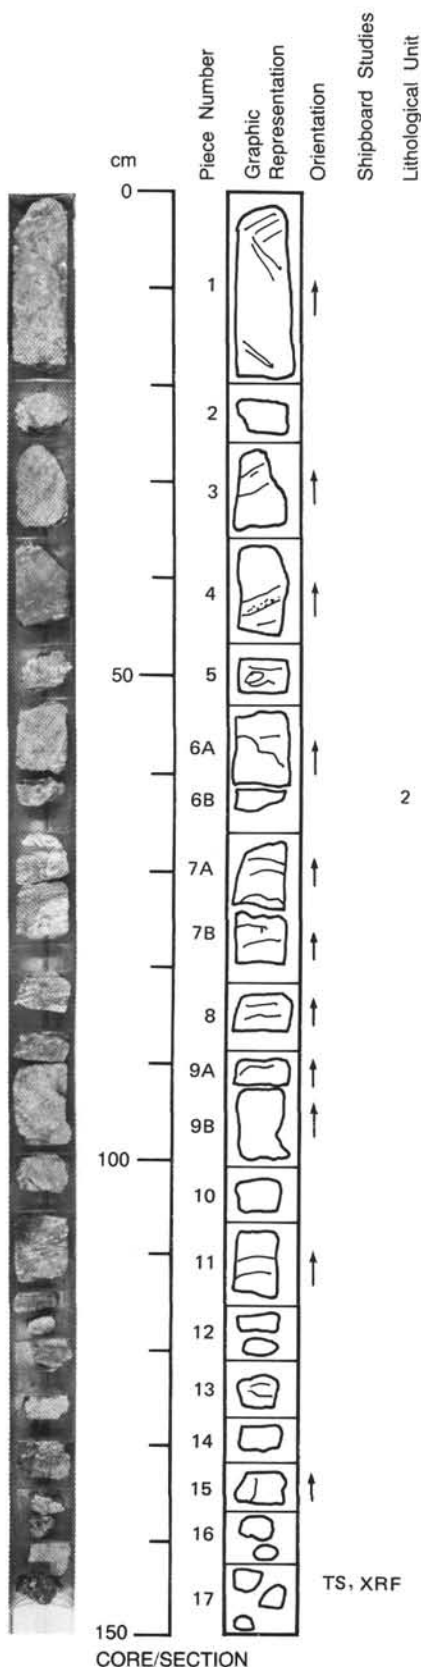 cm
Piece Number
Graphic
Representation
Orientation
Shipboard Studies
Lithological Unit
0
1
2
3
4
50
5
6A
6B
2
7A
7B
8
9A
9B
100
10
11
12
13
14
15
16
17
TS, XRF
150
CORE/SECTION